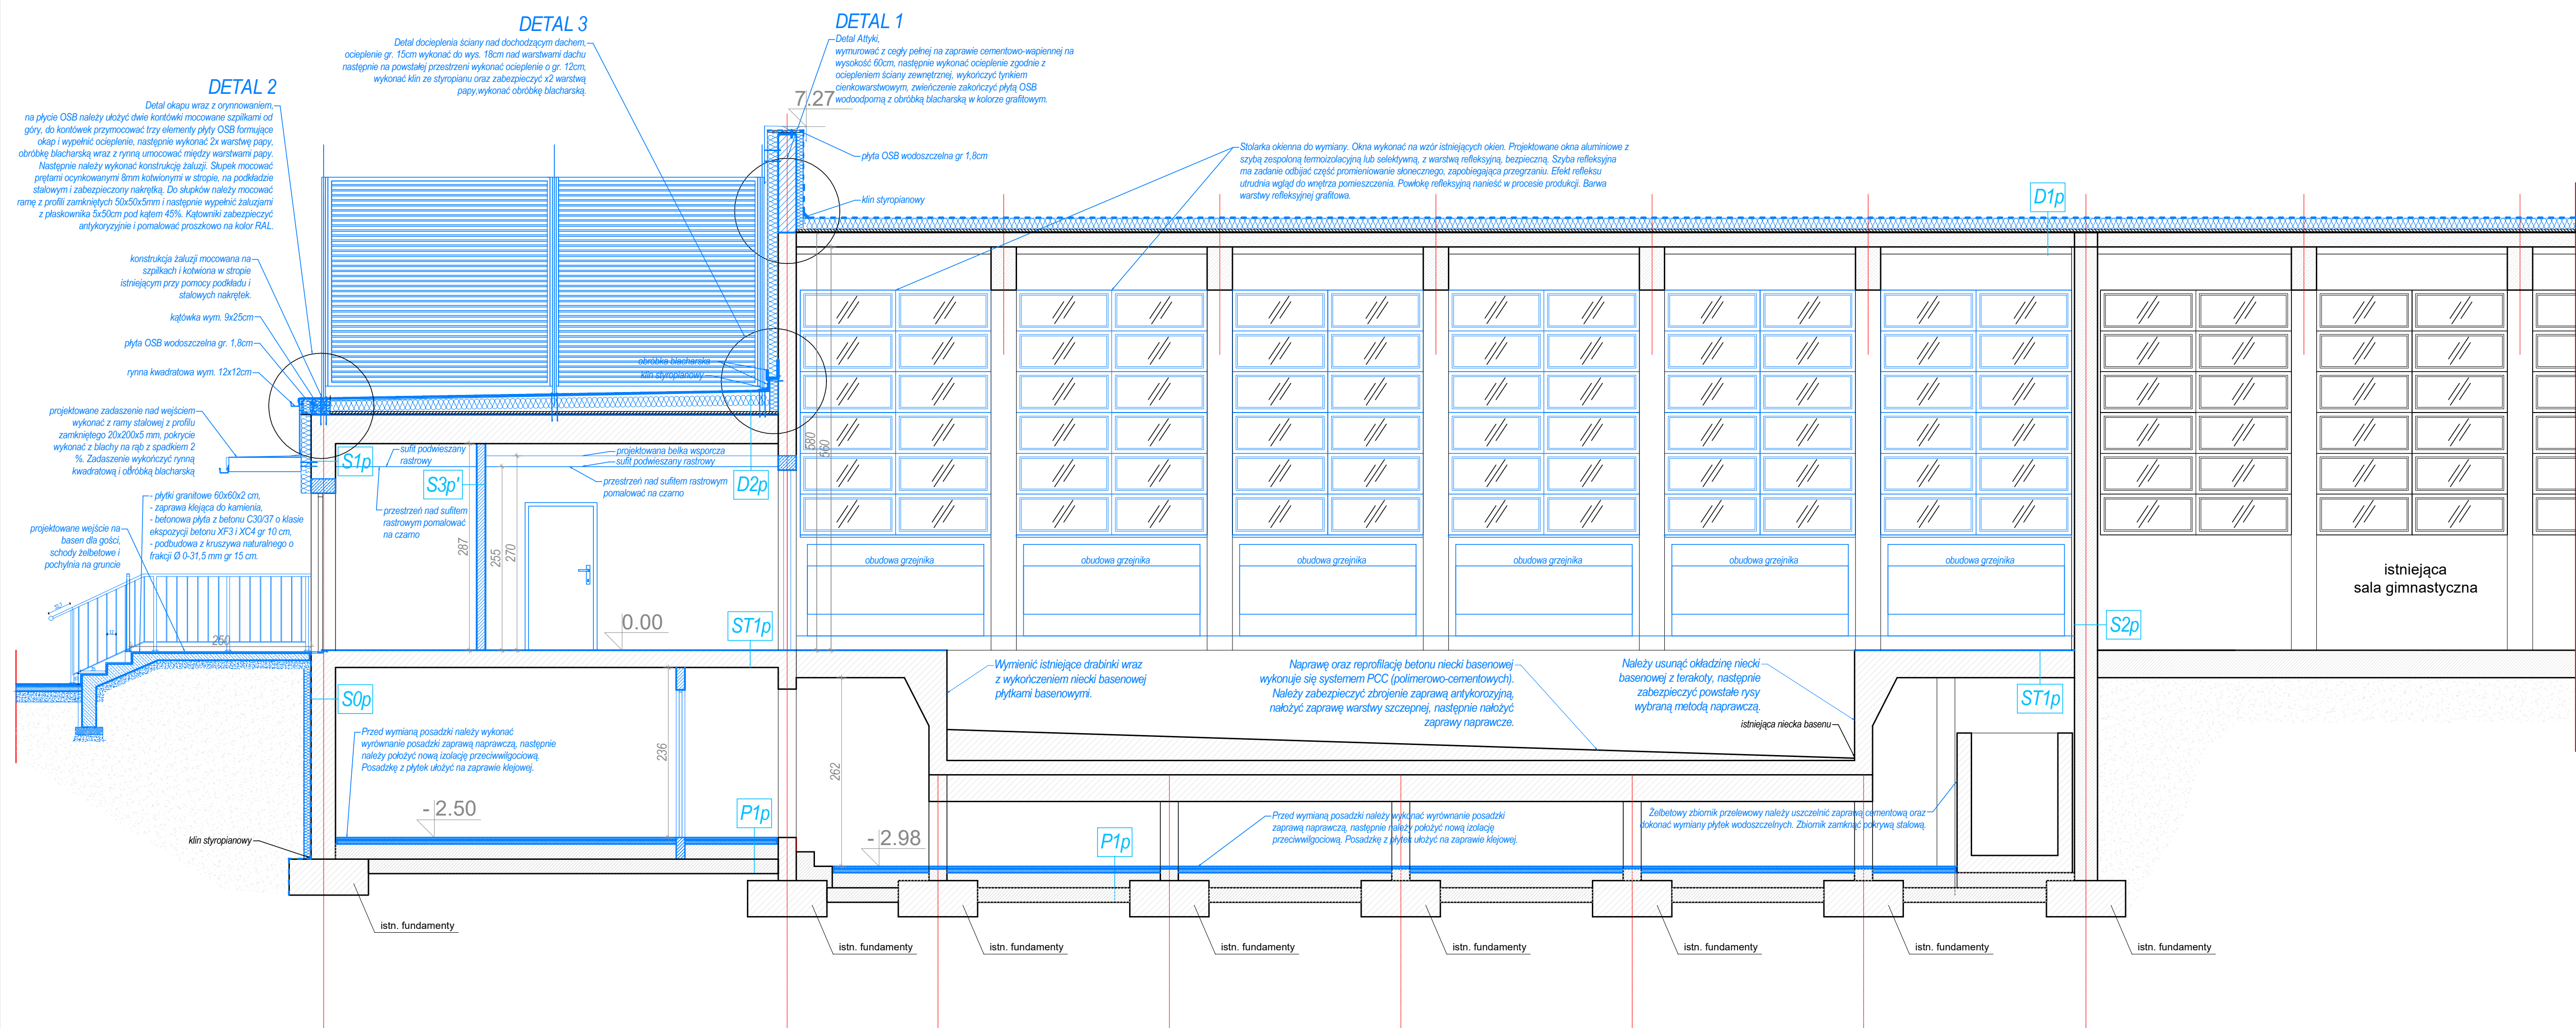 DETAL 3
Detal docieplenia ściany nad dochodzącym dachem,
ocieplenie gr. 15cm wykonać do wys. 18cm nad warstwami dachu
następnie na powstałej przestrzeni wykonać ocieplenie o gr. 12cm,
wykonać klin ze styropianu oraz zabezpieczyć x2 warstwą
papy,wykonać obróbkę blacharską.
DETAL 1
Detal Attyki,
wymurować z cegły pełnej na zaprawie cementowo-wapiennej na
wysokość 60cm, następnie wykonać ocieplenie zgodnie z
ociepleniem ściany zewnętrznej, wykończyć tynkiem
cienkowarstwowym, zwieńczenie zakończyć płytą OSB
wodoodporną z obróbką blacharską w kolorze grafitowym.
7.27
DETAL 2
Detal okapu wraz z orynnowaniem,
na płycie OSB należy ułożyć dwie kontówki mocowane szpilkami od
góry, do kontówek przymocować trzy elementy płyty OSB formujące
okap i wypełnić ocieplenie, następnie wykonać 2x warstwę papy,
obróbkę blacharską wraz z rynną umocować między warstwami papy.
Następnie należy wykonać konstrukcję żaluzji. Słupek mocować
prętami ocynkowanymi 8mm kotwionymi w stropie, na podkładzie
stalowym i zabezpieczony nakrętką. Do słupków należy mocować
ramę z profili zamkniętych 50x50x5mm i następnie wypełnić żaluzjami
z płaskownika 5x50cm pod kątem 45%. Kątowniki zabezpieczyć
antykoryzyjnie i pomalować proszkowo na kolor RAL.
płyta OSB wodoszczelna gr 1,8cm
klin styropianowy
Stolarka okienna do wymiany. Okna wykonać na wzór istniejących okien. Projektowane okna aluminiowe z
szybą zespoloną termoizolacyjną lub selektywną, z warstwą refleksyjną, bezpieczną. Szyba refleksyjna
ma zadanie odbijać część promieniowanie słonecznego, zapobiegająca przegrzaniu. Efekt refleksu
utrudnia wgląd do wnętrza pomieszczenia. Powłokę refleksyjną nanieść w procesie produkcji. Barwa
warstwy refleksyjnej grafitowa.
D1p
konstrukcja żaluzji mocowana na
szpilkach i kotwiona w stropie
istniejącym przy pomocy podkładu i
stalowych nakrętek.
kątówka wym. 9x25cm
płyta OSB wodoszczelna gr. 1,8cm
rynna kwadratowa wym. 12x12cm
obróbka blacharska
klin styropianowy
projektowane zadaszenie nad wejściem
wykonać z ramy stalowej z profilu
zamkniętego 20x200x5 mm, pokrycie
wykonać z blachy na rąb z spadkiem 2
%. Zadaszenie wykończyć rynną
kwadratową i obróbką blacharską
S1p
sufit podwieszany
rastrowy
S3p'
projektowana belka wsporcza
sufit podwieszany rastrowy
przestrzeń nad sufitem rastrowym
pomalować na czarno
D2p
580
560
przestrzeń nad sufitem
rastrowym pomalować
na czarno
- płytki granitowe 60x60x2 cm,
- zaprawa klejąca do kamienia,
- betonowa płyta z betonu C30/37 o klasie
ekspozycji betonu XF3 i XC4 gr 10 cm,
- podbudowa z kruszywa naturalnego o
frakcji Ø 0-31,5 mm gr 15 cm.
projektowane wejście na
basen dla gości,
schody żelbetowe i
pochylnia na gruncie
287
255
270
obudowa grzejnika
obudowa grzejnika
obudowa grzejnika
obudowa grzejnika
obudowa grzejnika
obudowa grzejnika
istniejąca
sala gimnastyczna
250
0.00
ST1p
S2p
Wymienić istniejące drabinki wraz
z wykończeniem niecki basenowej
płytkami basenowymi.
Naprawę oraz reprofilację betonu niecki basenowej
wykonuje się systemem PCC (polimerowo-cementowych).
Należy zabezpieczyć zbrojenie zaprawą antykorozyjną,
nałożyć zaprawę warstwy szczepnej, następnie nałożyć
zaprawy naprawcze.
Należy usunąć okładzinę niecki
basenowej z terakoty, następnie
zabezpieczyć powstałe rysy
wybraną metodą naprawczą.
istniejąca niecka basenu
ST1p
S0p
Przed wymianą posadzki należy wykonać
wyrównanie posadzki zaprawą naprawczą, następnie
należy położyć nową izolację przeciwwilgociową.
Posadzkę z płytek ułożyć na zaprawie klejowej.
236
262
- 2.50
P1p
- 2.98
P1p
Przed wymianą posadzki należy wykonać wyrównanie posadzki
zaprawą naprawczą, następnie należy położyć nową izolację
przeciwwilgociową. Posadzkę z płytek ułożyć na zaprawie klejowej.
Żelbetowy zbiornik przelewowy należy uszczelnić zaprawą cementową oraz
dokonać wymiany płytek wodoszczelnych. Zbiornik zamknąć pokrywą stalową.
klin styropianowy
istn. fundamenty
istn. fundamenty
istn. fundamenty
istn. fundamenty
istn. fundamenty
istn. fundamenty
istn. fundamenty
istn. fundamenty